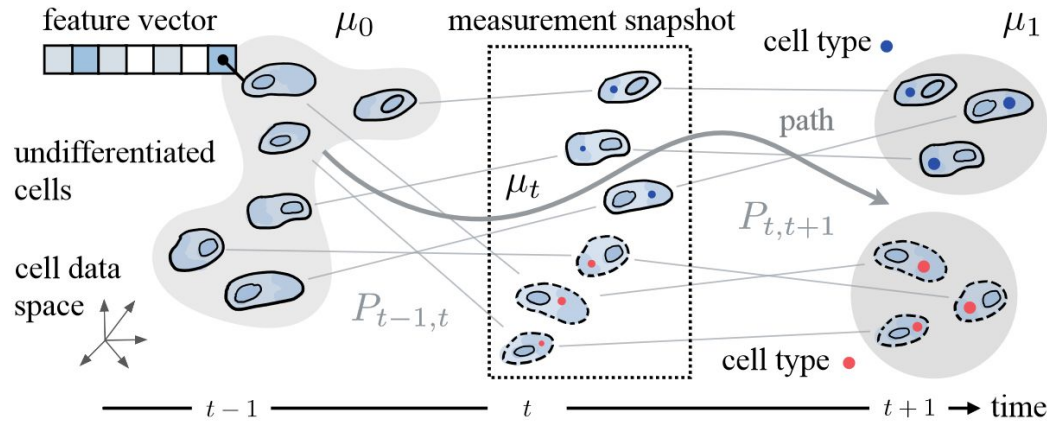 feature vector
μ₀
measurement snapshot
μ₁
cell type
path
undifferentiated
cells
μₜ
Pₜ,ₜ₊₁
cell data
space
Pₜ₋₁,ₜ
cell type
t − 1
t
t + 1
time